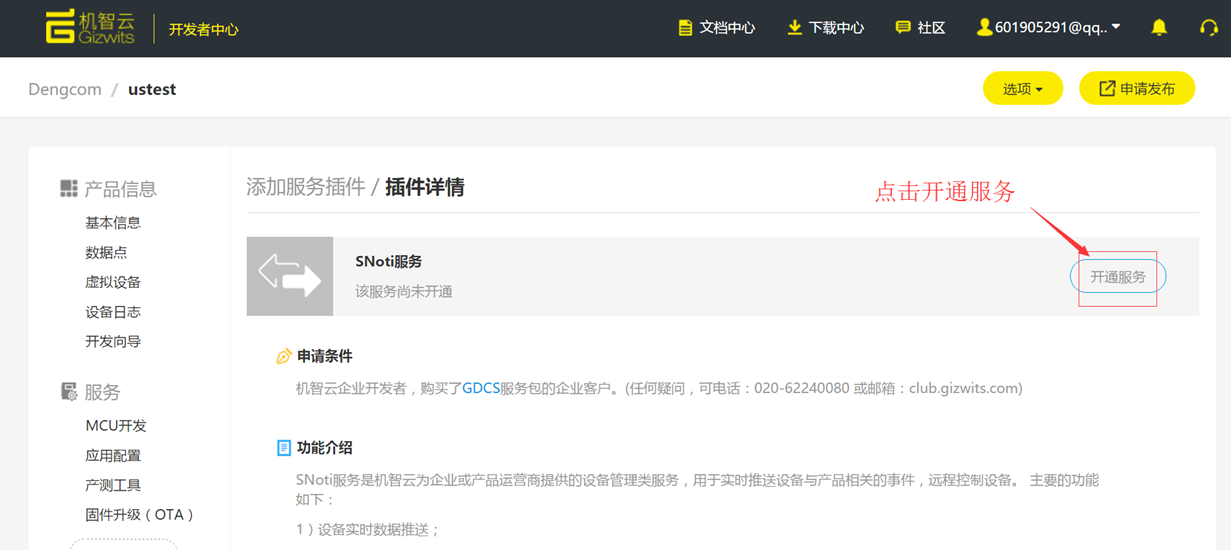 机智云
Gizwits
开发者中心
文档中心
下载中心
社区
601905291@qq..
Dengcom / ustest
选项
申请发布
产品信息
基本信息
数据点
虚拟设备
设备日志
开发向导
服务
MCU开发
应用配置
产测工具
固件升级（OTA）
添加服务插件 / 插件详情
点击开通服务
SNoti服务
该服务尚未开通
开通服务
申请条件
机智云企业开发者，购买了GDCS服务包的企业客户。(任何疑问，可电话：020-62240080 或邮箱：club.gizwits.com)
功能介绍
SNoti服务是机智云为企业或产品运营商提供的设备管理类服务，用于实时推送设备与产品相关的事件，远程控制设备。 主要的功能
如下：
1）设备实时数据推送；